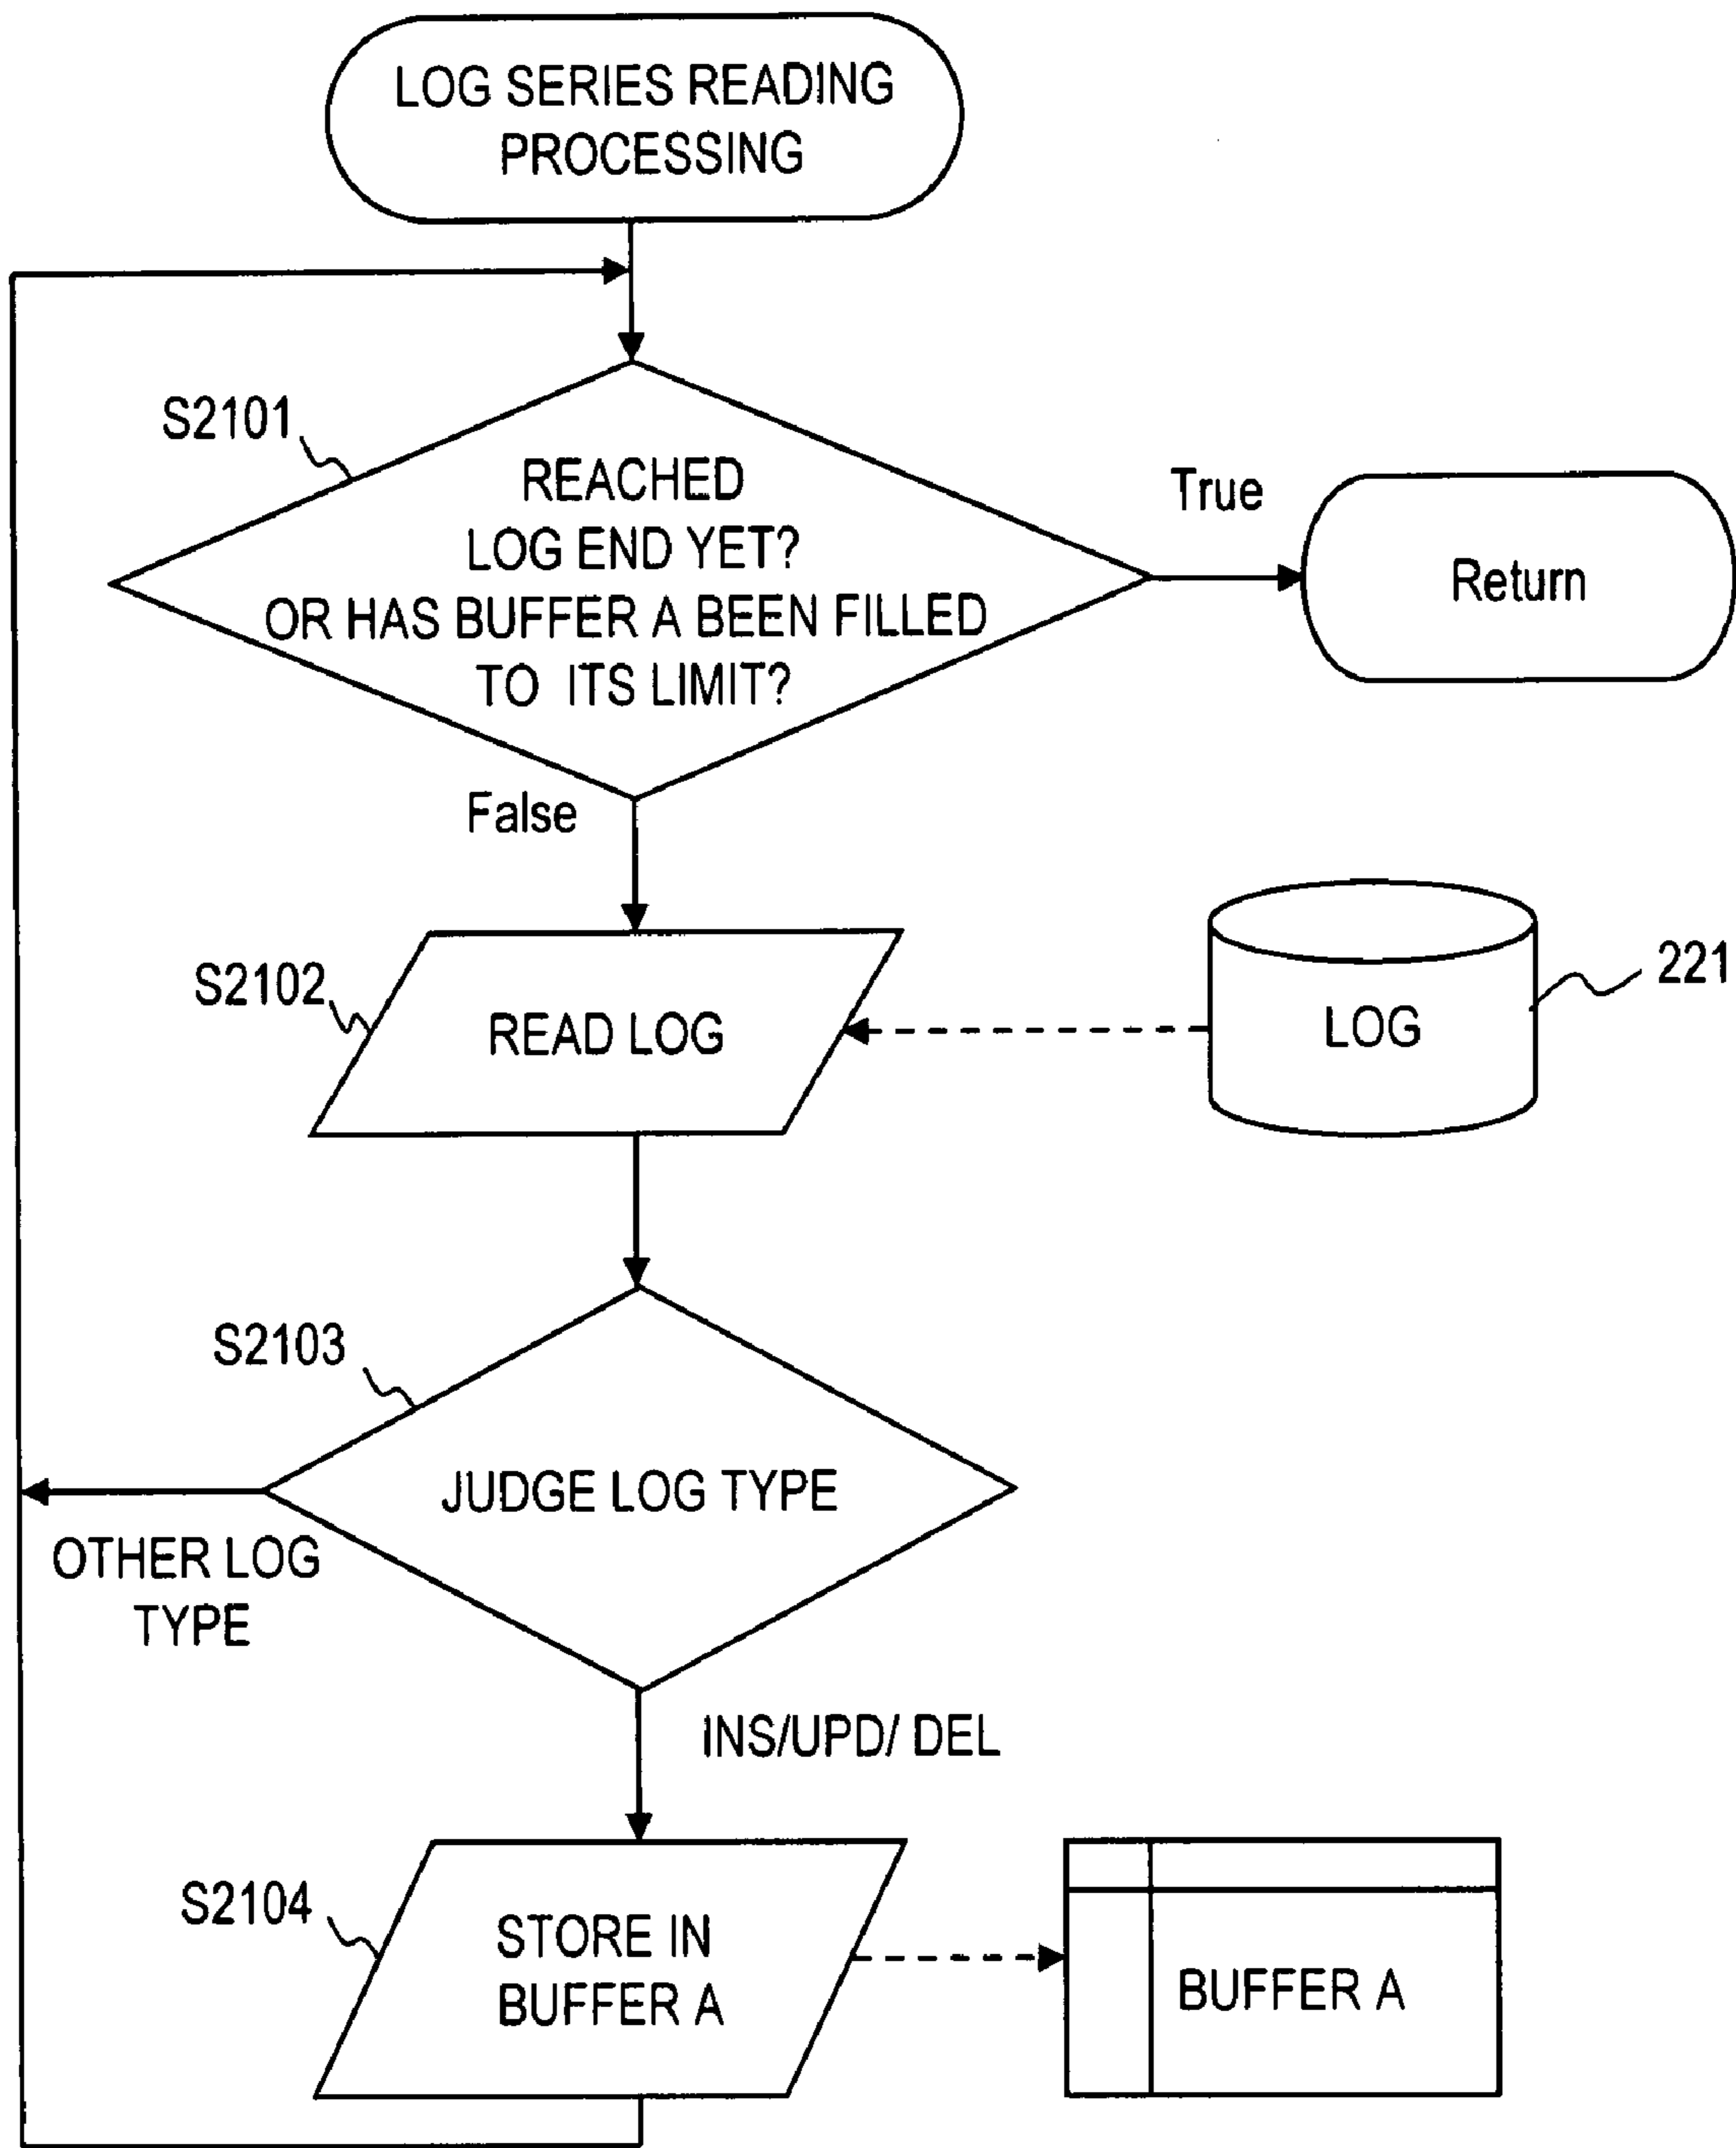 LOG SERIES READING
PROCESSING
S2101
REACHED
LOG END YET?
OR HAS BUFFER A BEEN FILLED
TO ITS LIMIT?
True
Return
False
S2102
READ LOG
LOG
221
S2103
JUDGE LOG TYPE
OTHER LOG
TYPE
INS/UPD/ DEL
S2104
STORE IN
BUFFER A
BUFFER A